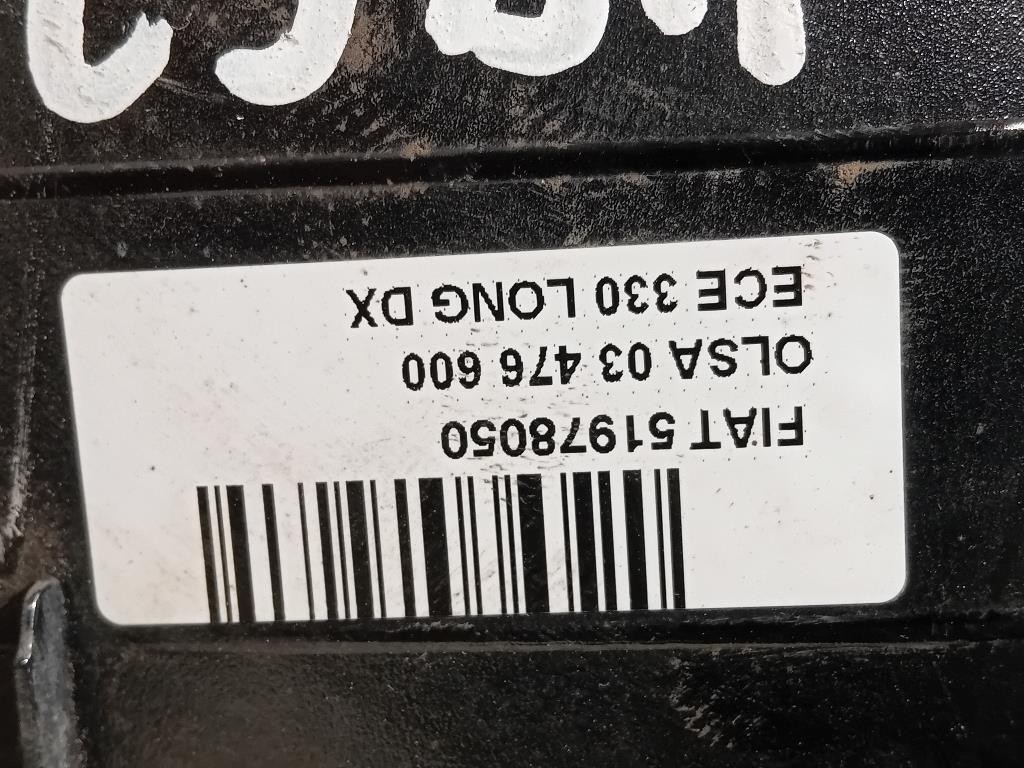 FIAT 51978050
OLSA 03 476 600
ECE 330 LONG DX